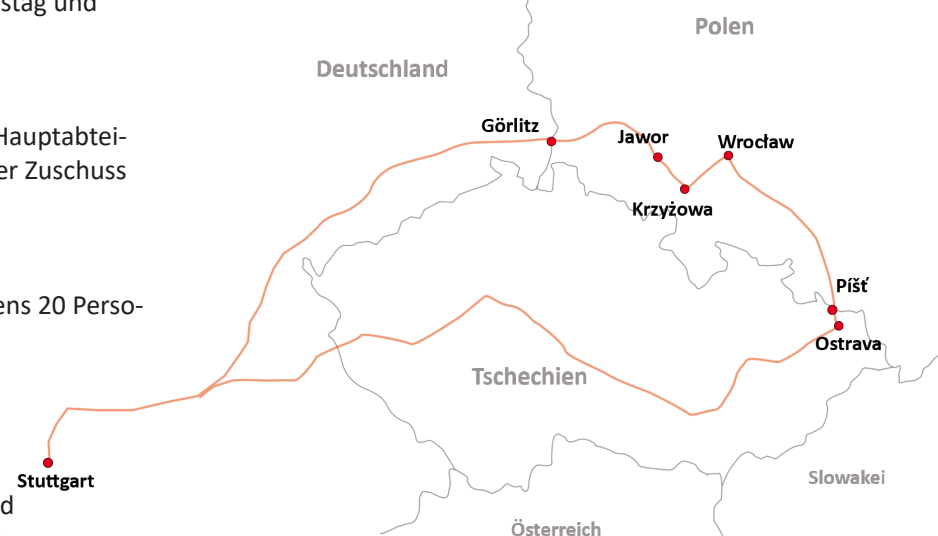 stag und
Polen
Deutschland
Görlitz
Hauptabtei-
Jawor
Wrocław
er Zuschuss
Krzyżowa
Píšť
ens 20 Perso-
Ostrava
Tschechien
Slowakei
Stuttgart
d
Österreich